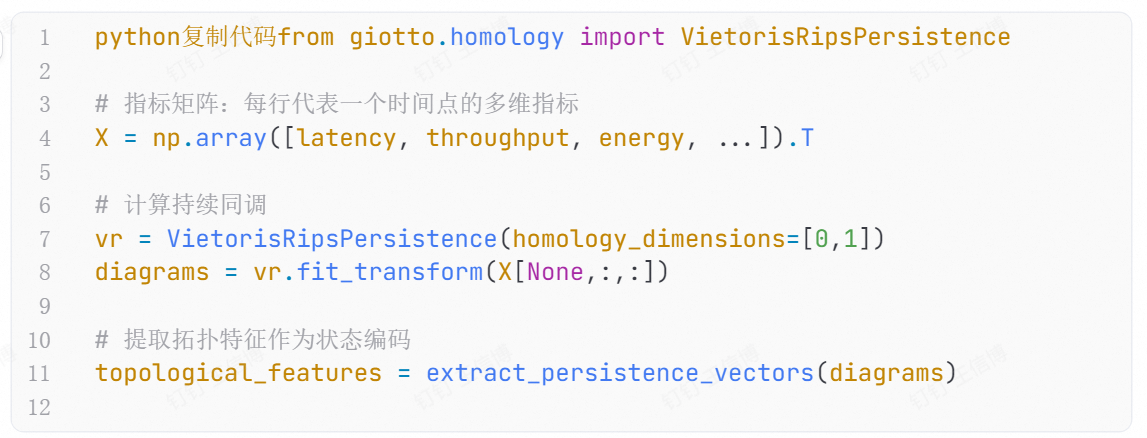 1 python复制代码from giotto.homology import VietorisRipsPersistence
2
3 # 指标矩阵：每行代表一个时间点的多维指标
4 X = np.array([latency, throughput, energy, ...]).T
5
6 # 计算持续同调
7 vr = VietorisRipsPersistence(homology_dimensions=[0,1])
8 diagrams = vr.fit_transform(X[None,:,:])
9
10 # 提取拓扑特征作为状态编码
11 topological_features = extract_persistence_vectors(diagrams)
12